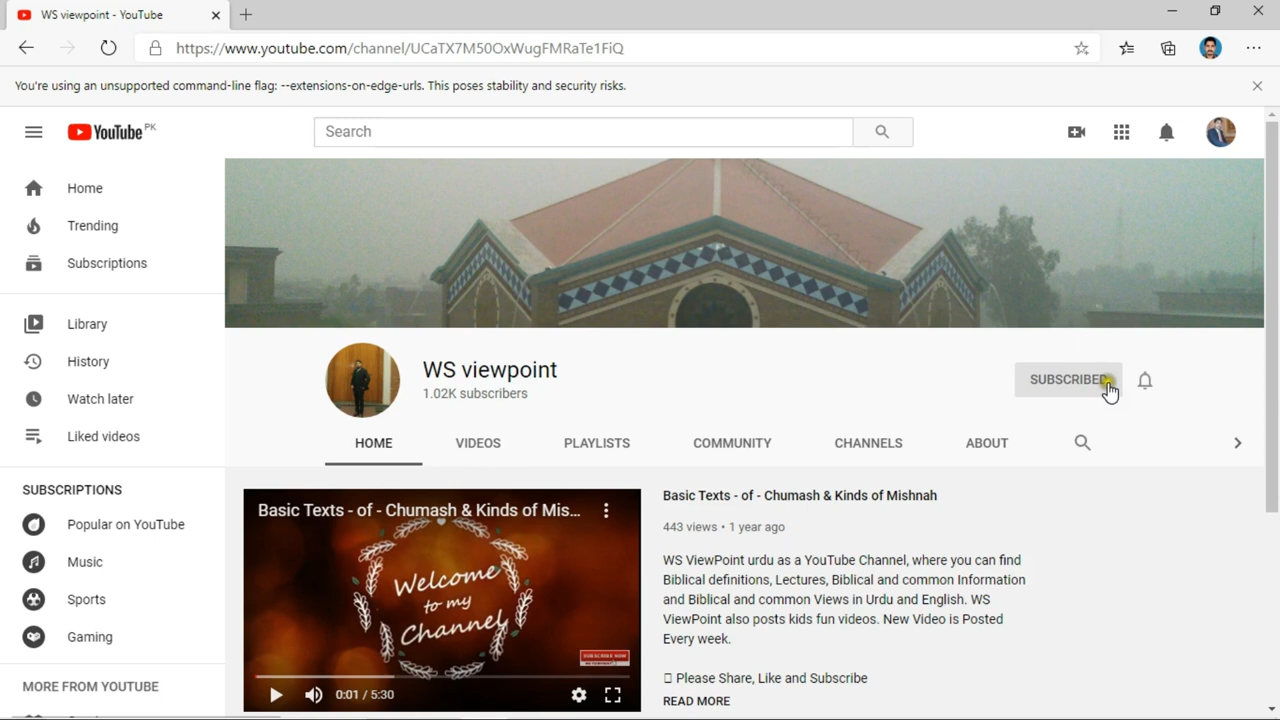 WS viewpoint - YouTube
https://www.youtube.com/channel/UCaTX7M50OxWugFMRaTe1FiQ
You're using an unsupported command-line flag: --extensions-on-edge-urls. This poses stability and security risks.
YouTube PK
Search
Home
Trending
Subscriptions
Library
History
Watch later
Liked videos
SUBSCRIPTIONS
Popular on YouTube
Music
Sports
Gaming
MORE FROM YOUTUBE
WS viewpoint
1.02K subscribers
SUBSCRIBED
HOME VIDEOS PLAYLISTS COMMUNITY CHANNELS ABOUT
Basic Texts - of - Chumash & Kinds of Mis...
Welcome
to my
Channel
SUBSCRIBE NOW
0:01 / 5:30
Basic Texts - of - Chumash & Kinds of Mishnah
443 views • 1 year ago
WS ViewPoint urdu as a YouTube Channel, where you can find
Biblical definitions, Lectures, Biblical and common Information
and Biblical and common Views in Urdu and English. WS
ViewPoint also posts kids fun videos. New Video is Posted
Every week.
Please Share, Like and Subscribe
READ MORE